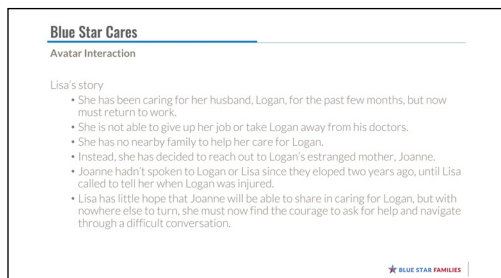 Blue Star Cares
Avatar Interaction
Lisa's story
• She has been caring for her husband, Logan, for the past few months, but now
must return to work.
• She is not able to give up her job or take Logan away from his doctors.
• She has no nearby family to help her care for Logan.
• Instead, she has decided to reach out to Logan's estranged mother, Joanne.
• Joanne hadn't spoken to Logan or Lisa since they eloped two years ago, until Lisa
called to tell her when Logan was injured.
• Lisa has little hope that Joanne will be able to share in caring for Logan, but with
nowhere else to turn, she must now find the courage to ask for help and navigate
through a difficult conversation.
BLUE STAR FAMILIES